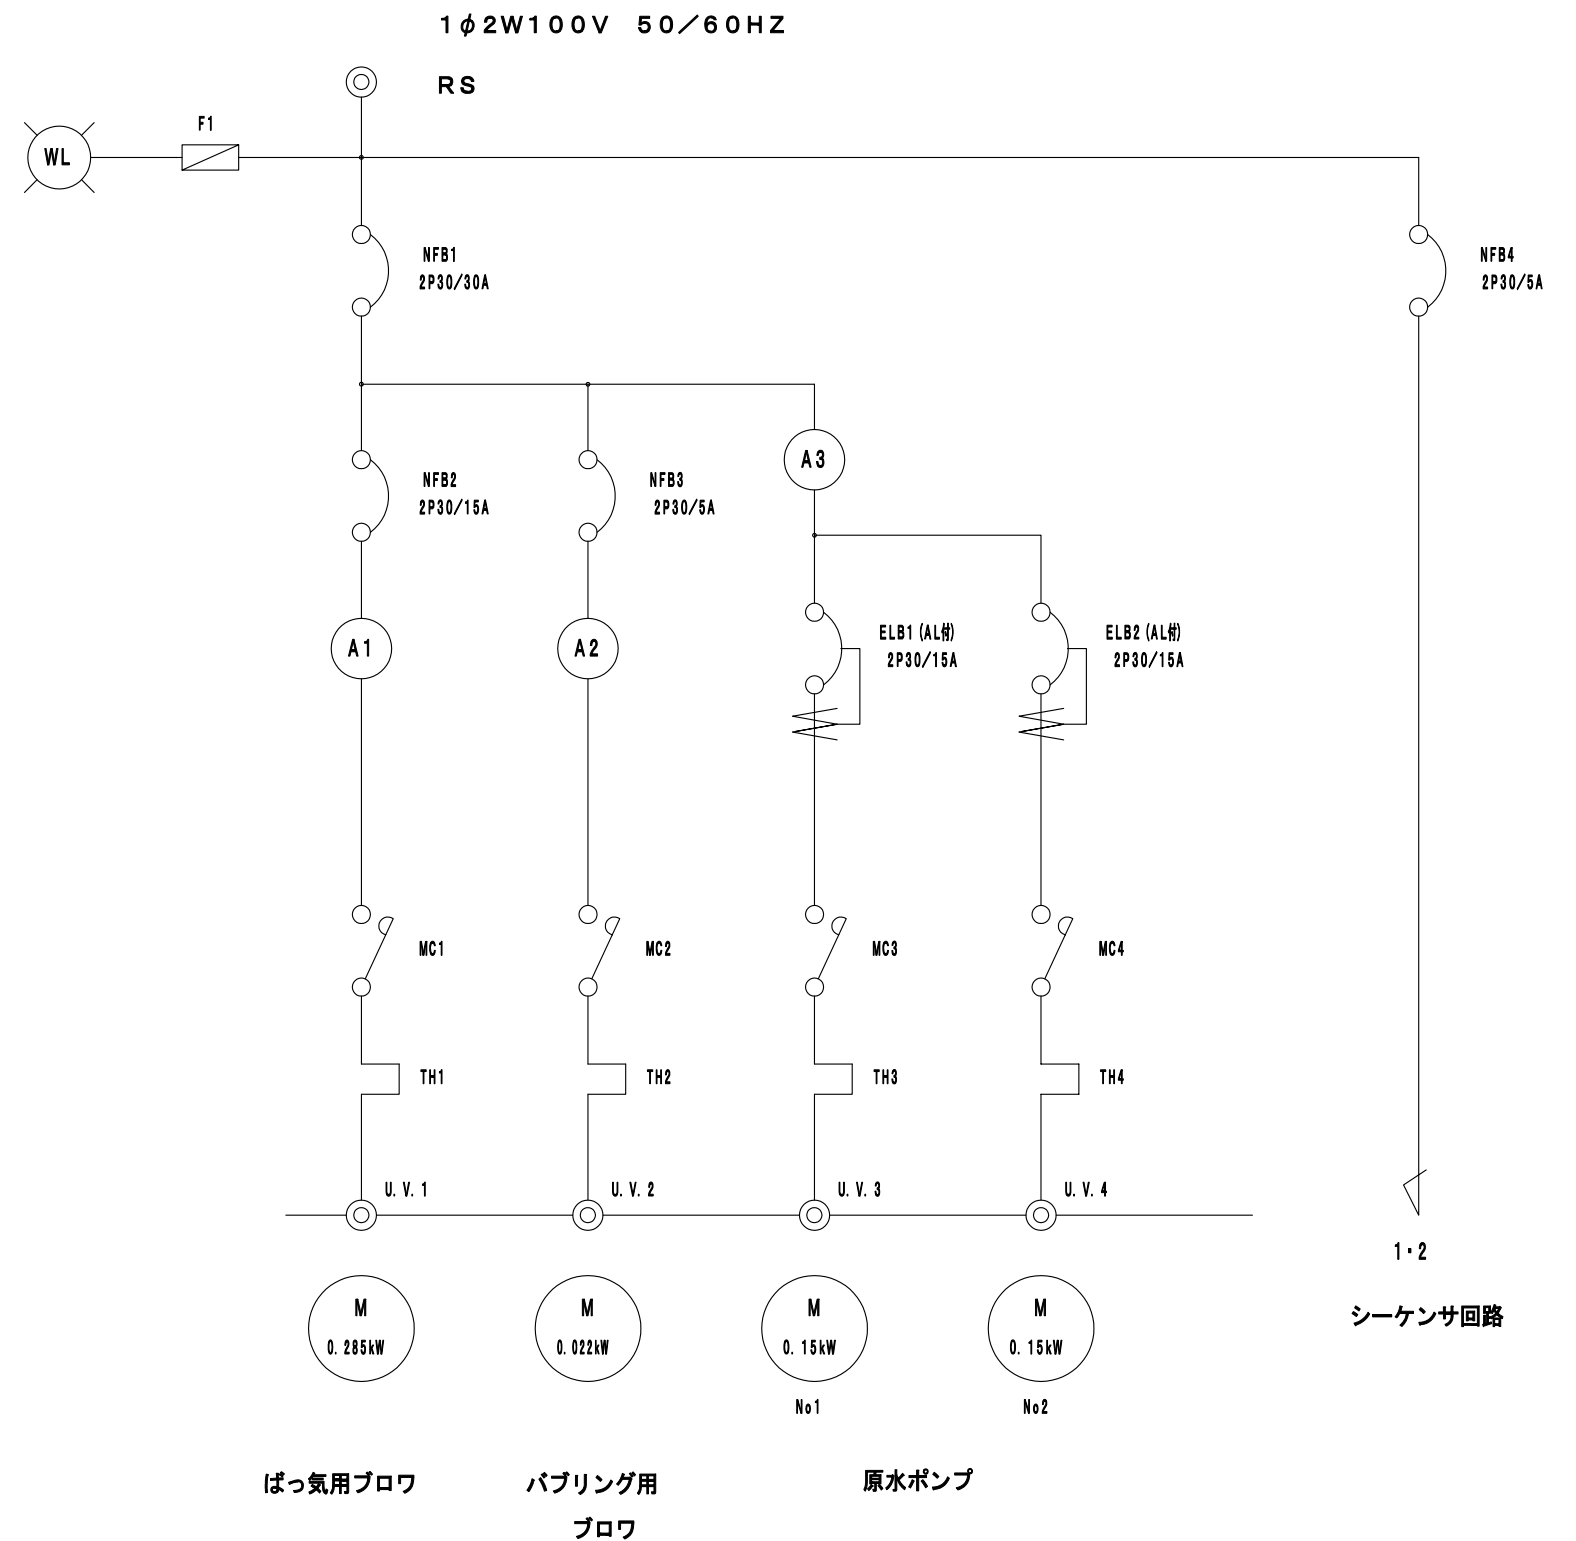 1φ2W100V 50/60HZ
RS
F1
WL
NFB1
2P30/30A
NFB4
2P30/5A
NFB2
2P30/15A
NFB3
2P30/5A
A3
A1
A2
ELB1(AL付)
2P30/15A
ELB2(AL付)
2P30/15A
MC1
MC2
MC3
MC4
TH1
TH2
TH3
TH4
U.V.1
U.V.2
U.V.3
U.V.4
1・2
シーケンサ回路
M
0.285kW
M
0.022kW
M
0.15kW
M
0.15kW
No1
No2
ばっ気用ブロワ
バブリング用
ブロワ
原水ポンプ